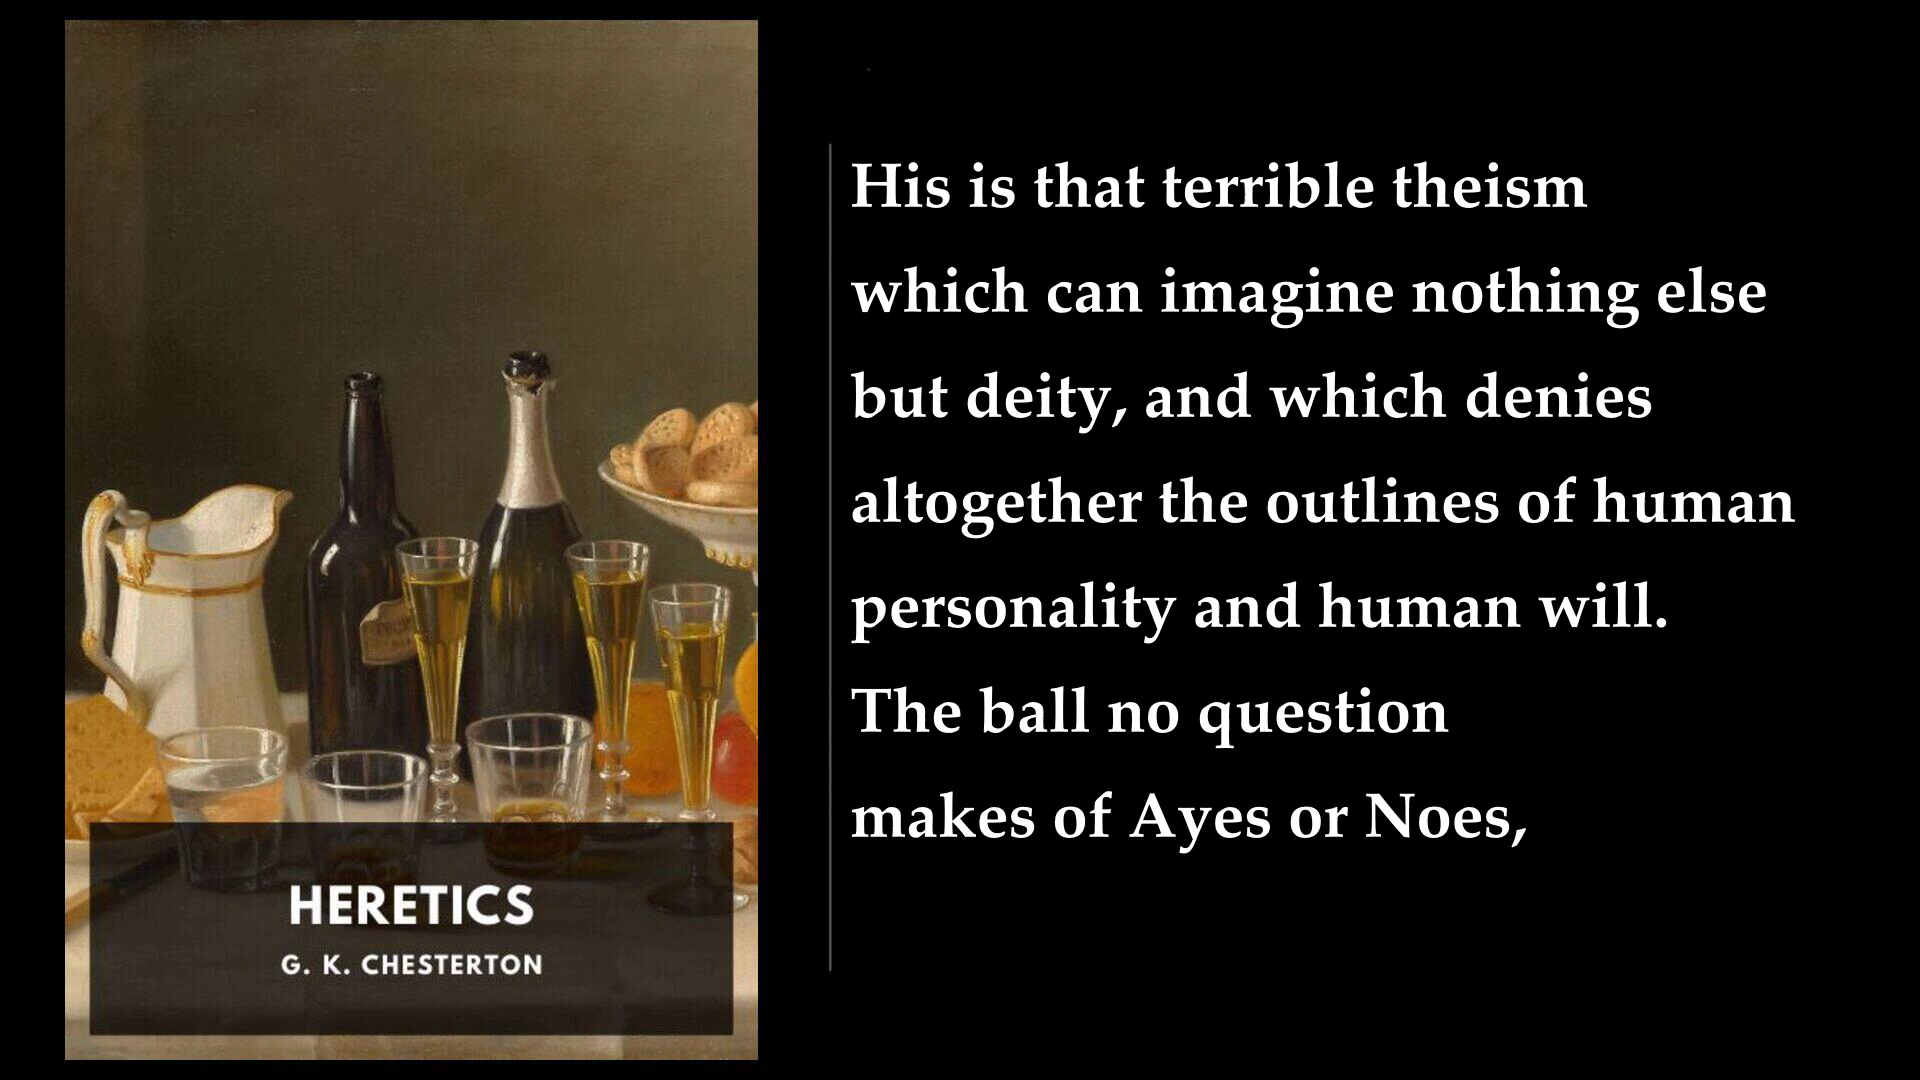 HERETICS
G. K. CHESTERTON
His is that terrible theism
which can imagine nothing else
but deity, and which denies
altogether the outlines of human
personality and human will.
The ball no question
makes of Ayes or Noes,